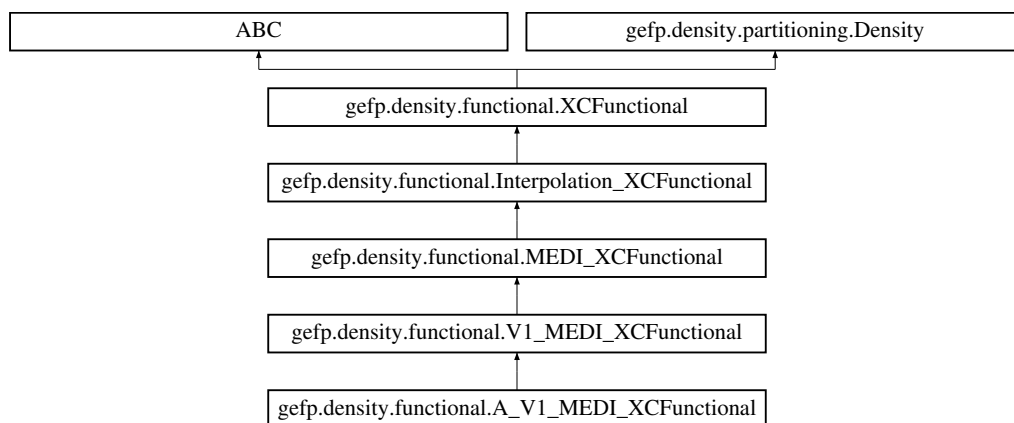 ABC
gefp.density.partitioning.Density
gefp.density.functional.XCFunctional
gefp.density.functional.Interpolation_XCFunctional
gefp.density.functional.MEDI_XCFunctional
gefp.density.functional.V1_MEDI_XCFunctional
gefp.density.functional.A_V1_MEDI_XCFunctional